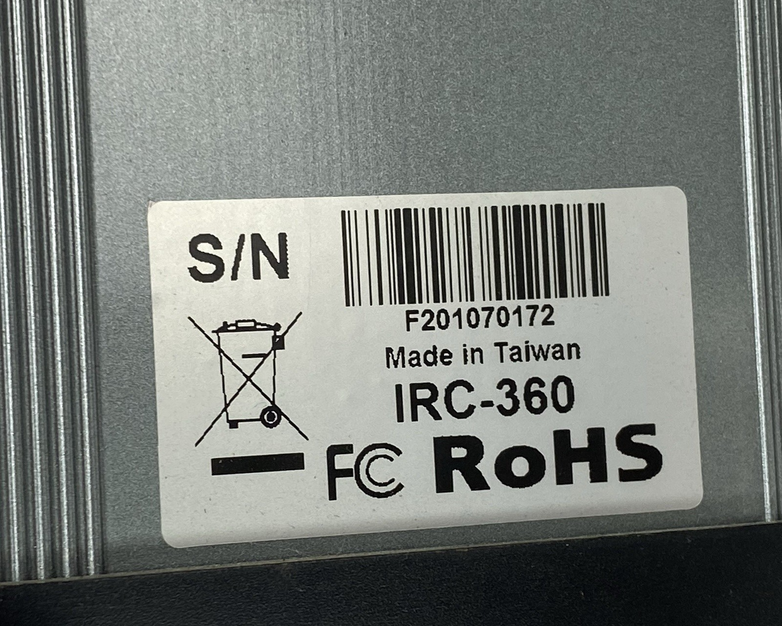 S/N
F201070172
Made in Taiwan
IRC-360
FC RoHS